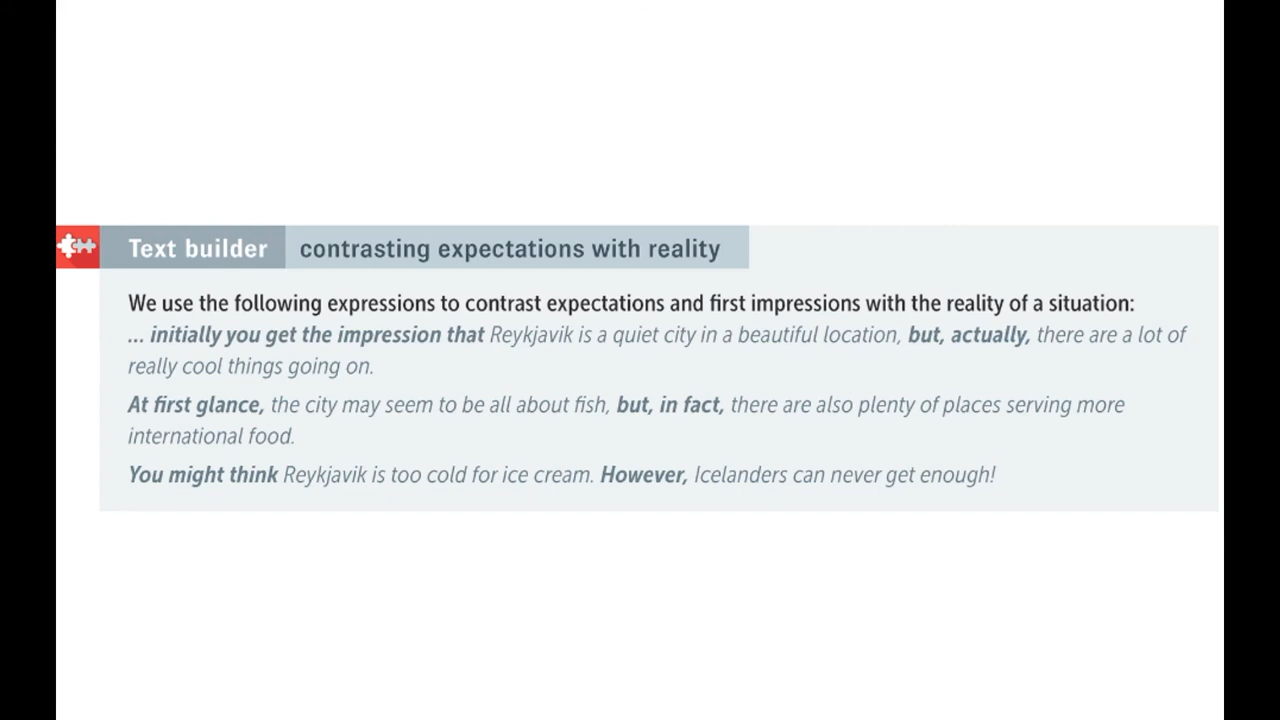 Text builder contrasting expectations with reality
We use the following expressions to contrast expectations and first impressions with the reality of a situation:
... initially you get the impression that Reykjavik is a quiet city in a beautiful location, but, actually, there are a lot of
really cool things going on.
At first glance, the city may seem to be all about fish, but, in fact, there are also plenty of places serving more
international food.
You might think Reykjavik is too cold for ice cream. However, Icelanders can never get enough!